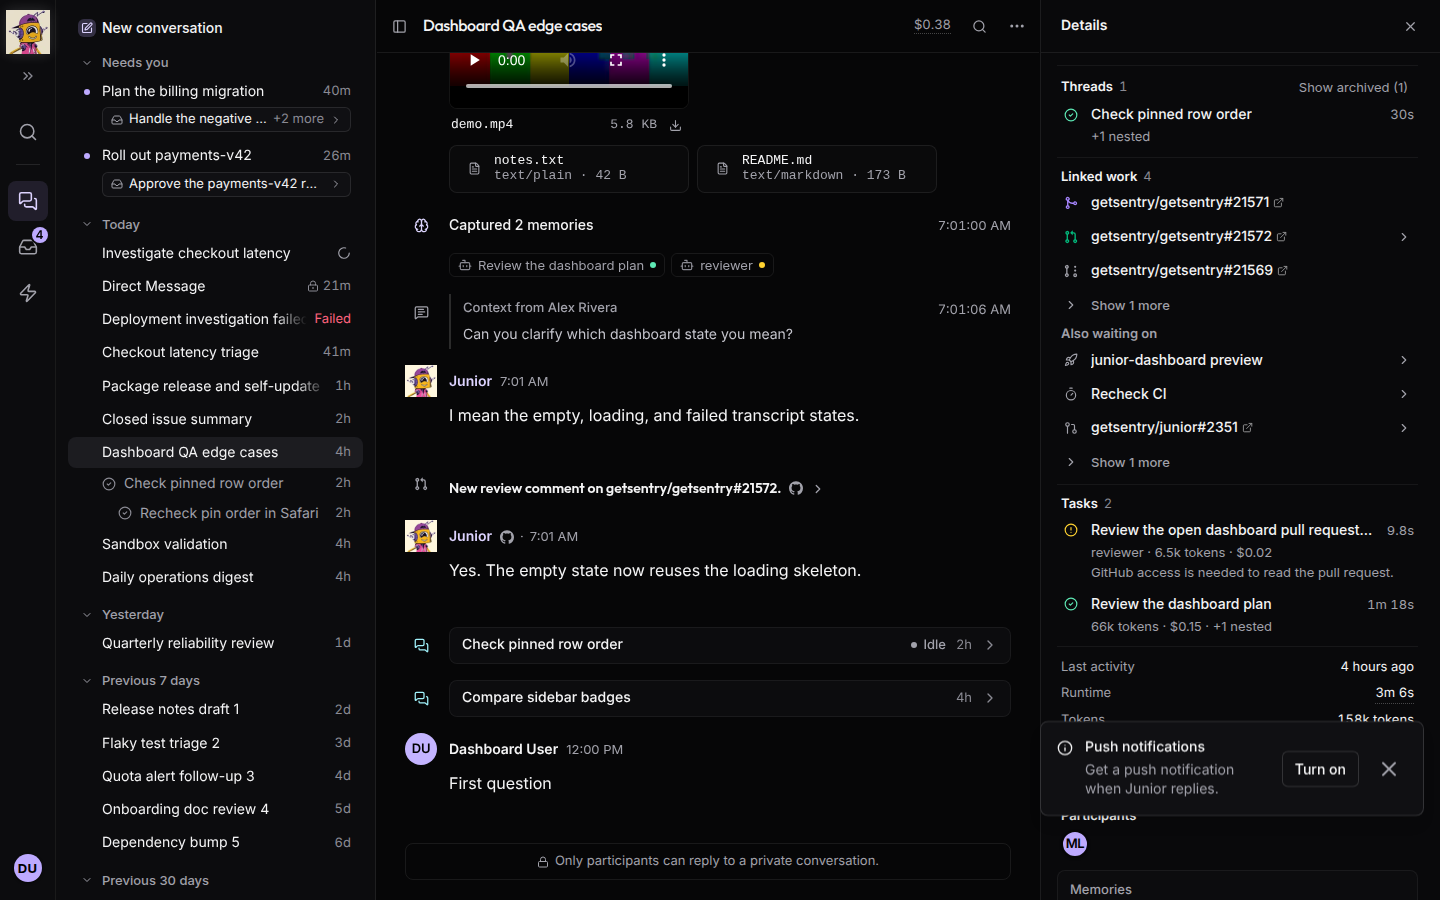 New conversation
Needs you
Plan the billing migration 40m
Handle the negative ... +2 more
Roll out payments-v42 26m
Approve the payments-v42 r...
4
Today
Investigate checkout latency
Direct Message 21m
Deployment investigation failed Failed
Checkout latency triage 41m
Package release and self-update 1h
Closed issue summary 2h
Dashboard QA edge cases 4h
Check pinned row order 2h
Recheck pin order in Safari 2h
Sandbox validation 4h
Daily operations digest 4h
Yesterday
Quarterly reliability review 1d
Previous 7 days
Release notes draft 1 2d
Flaky test triage 2 3d
Quota alert follow-up 3 4d
Onboarding doc review 4 5d
Dependency bump 5 6d
Previous 30 days
DU
Dashboard QA edge cases $0.38
0:00
demo.mp4 5.8 KB
notes.txt
text/plain · 42 B
README.md
text/markdown · 173 B
Captured 2 memories 7:01:00 AM
Review the dashboard plan
reviewer
Context from Alex Rivera 7:01:06 AM
Can you clarify which dashboard state you mean?
Junior 7:01 AM
I mean the empty, loading, and failed transcript states.
New review comment on getsentry/getsentry#21572.
Junior · 7:01 AM
Yes. The empty state now reuses the loading skeleton.
Check pinned row order Idle 2h
Compare sidebar badges 4h
DU Dashboard User 12:00 PM
First question
Only participants can reply to a private conversation.
Details
Threads 1 Show archived (1)
Check pinned row order 30s
+1 nested
Linked work 4
getsentry/getsentry#21571
getsentry/getsentry#21572
getsentry/getsentry#21569
Show 1 more
Also waiting on
junior-dashboard preview
Recheck CI
getsentry/junior#2351
Show 1 more
Tasks 2
Review the open dashboard pull request... 9.8s
reviewer · 6.5k tokens · $0.02
GitHub access is needed to read the pull request.
Review the dashboard plan 1m 18s
66k tokens · $0.15 · +1 nested
Last activity 4 hours ago
Runtime 3m 6s
Tokens 158k tokens
Push notifications
Get a push notification
when Junior replies.
Turn on
Participants
ML
Memories